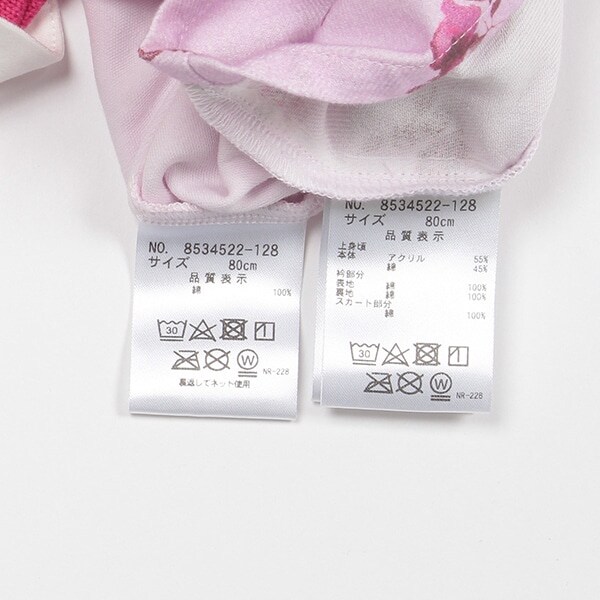 NO. 8534522-128
サイズ 80cm
品質表示
綿 100%
30
W
NR-228
裏返してネット使用
NO. 8534522-128
サイズ 80cm
品質表示
上身頃
本体 アクリル 55%
綿 45%
衿部分
表地 綿 100%
裏地 綿 100%
スカート部分
綿 100%
30
W
NR-228